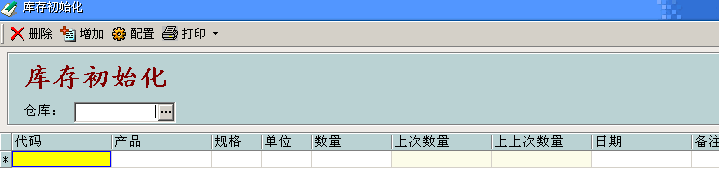 库存初始化
删除 增加 配置 打印
库存初始化
仓库： ...
代码 产品 规格 单位 数量 上次数量 上上次数量 日期 备注
*